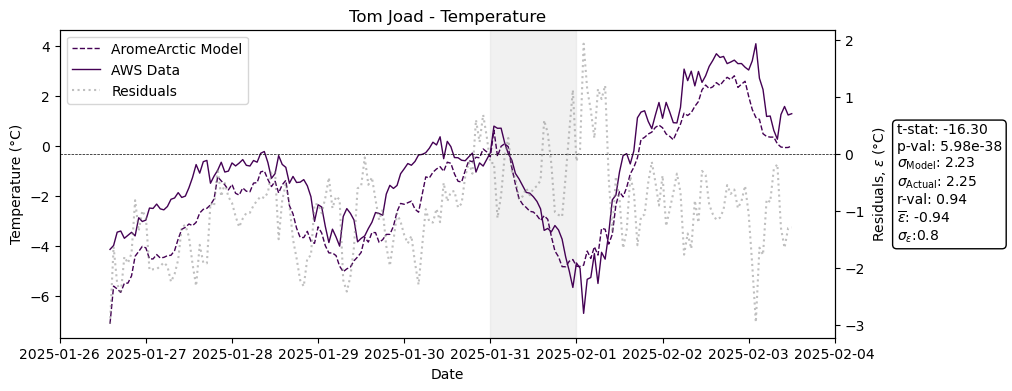 Tom Joad - Temperature
AromeArctic Model
AWS Data
Residuals
4
2
0
−2
−4
−6
Temperature (°C)
2
1
0
−1
−2
−3
Residuals, ε (°C)
t-stat: -16.30
p-val: 5.98e-38
σModel: 2.23
σActual: 2.25
r-val: 0.94
ε̅: -0.94
σε:0.8
2025-01-26 2025-01-27 2025-01-28 2025-01-29 2025-01-30 2025-01-31 2025-02-01 2025-02-02 2025-02-03 2025-02-04
Date